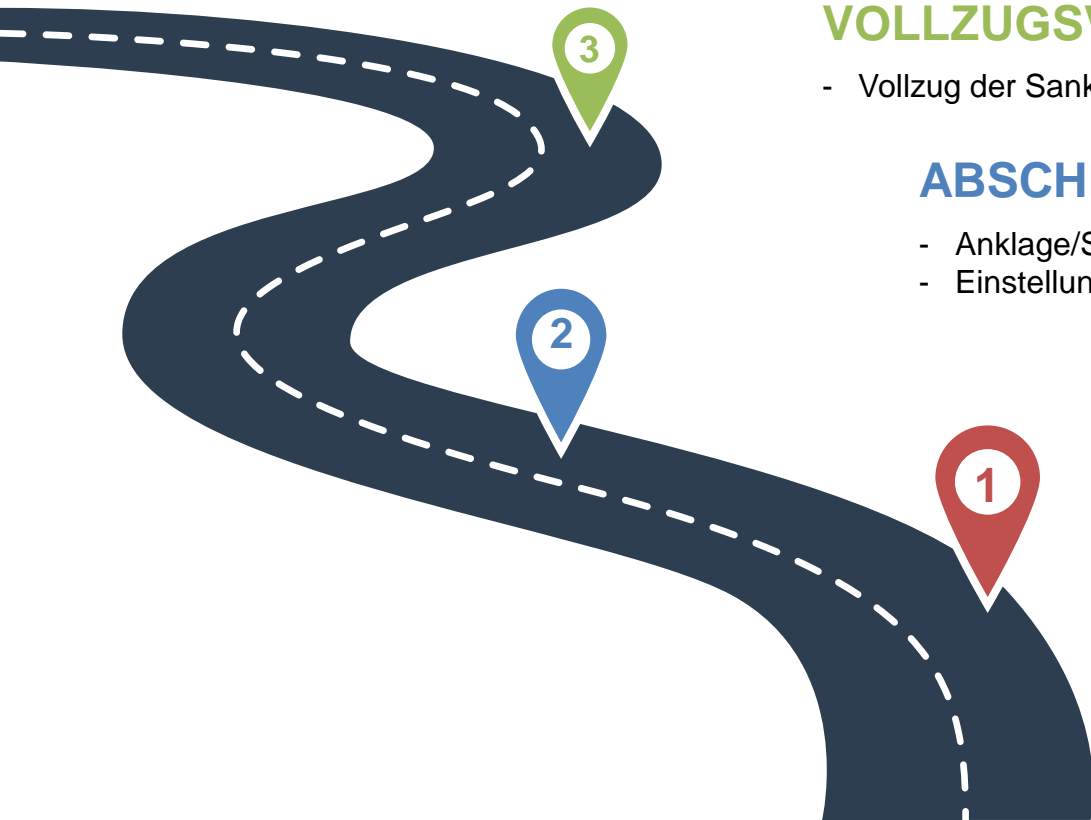 3
VOLLZUGSV
- Vollzug der Sank
ABSCH
- Anklage/S
- Einstellun
2
1